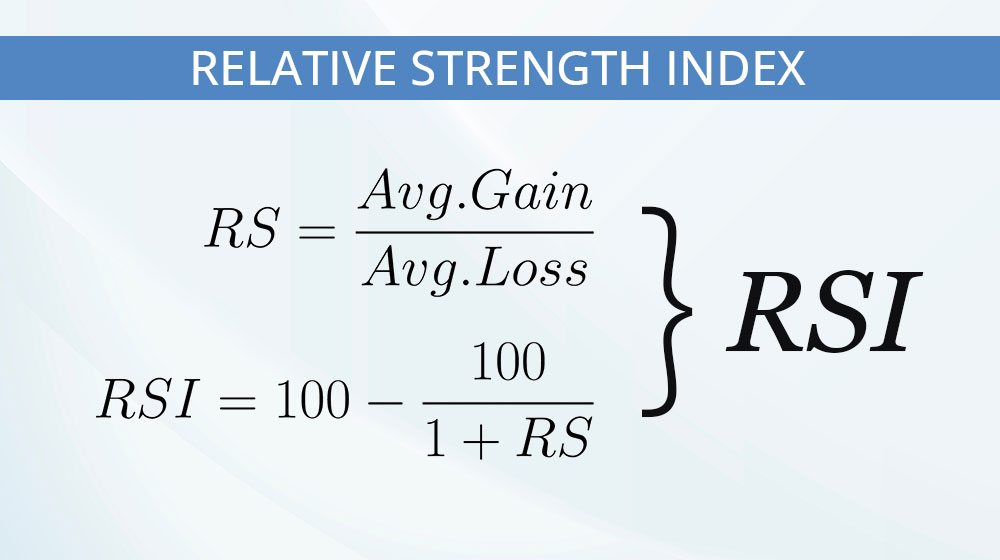 RELATIVE STRENGTH INDEX
RS = Avg.Gain / Avg.Loss
RSI = 100 − 100 / 1 + RS
} RSI